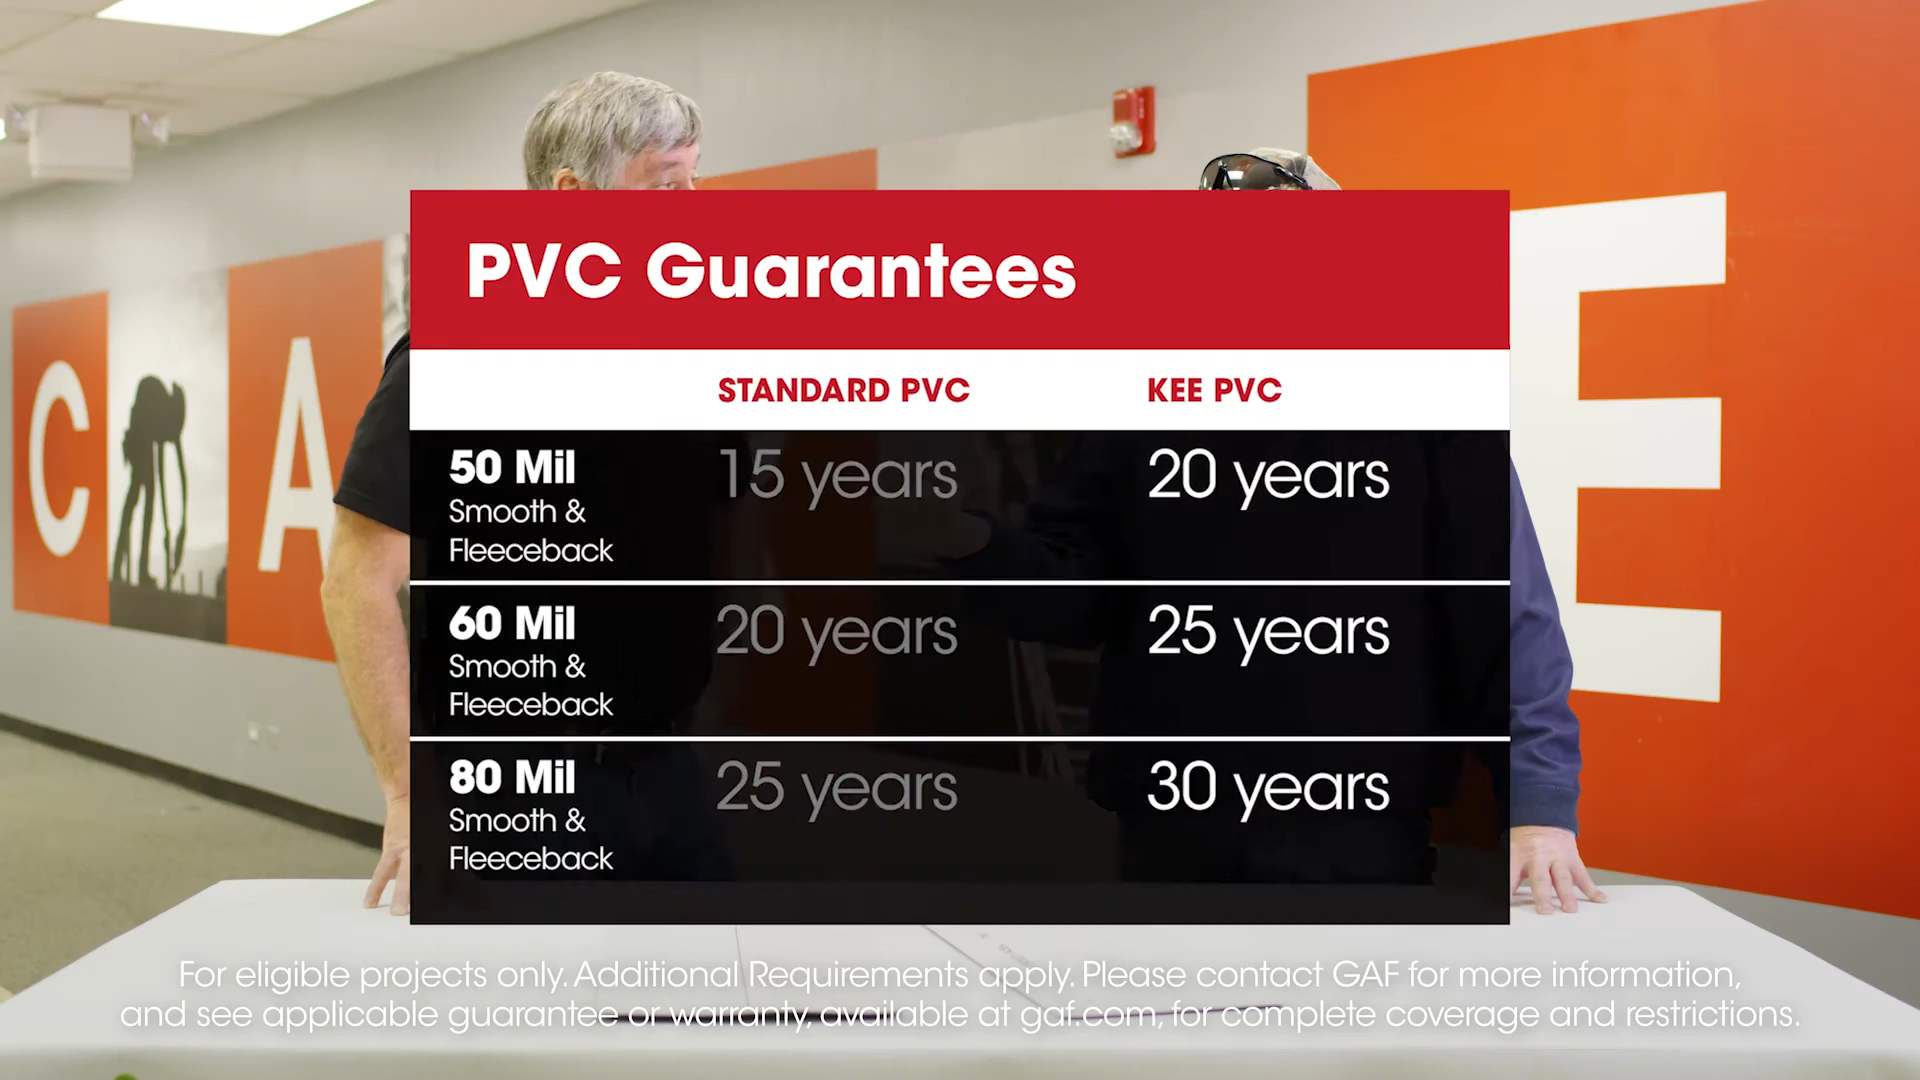 C A E
PVC Guarantees
STANDARD PVC KEE PVC
50 Mil 15 years 20 years
Smooth &
Fleeceback
60 Mil 20 years 25 years
Smooth &
Fleeceback
80 Mil 25 years 30 years
Smooth &
Fleeceback
For eligible projects only. Additional Requirements apply. Please contact GAF for more information,
and see applicable guarantee or warranty, available at gaf.com, for complete coverage and restrictions.